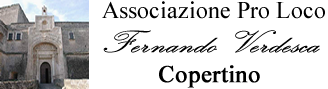 Associazione Pro Loco
Fernando Verdesca
Copertino